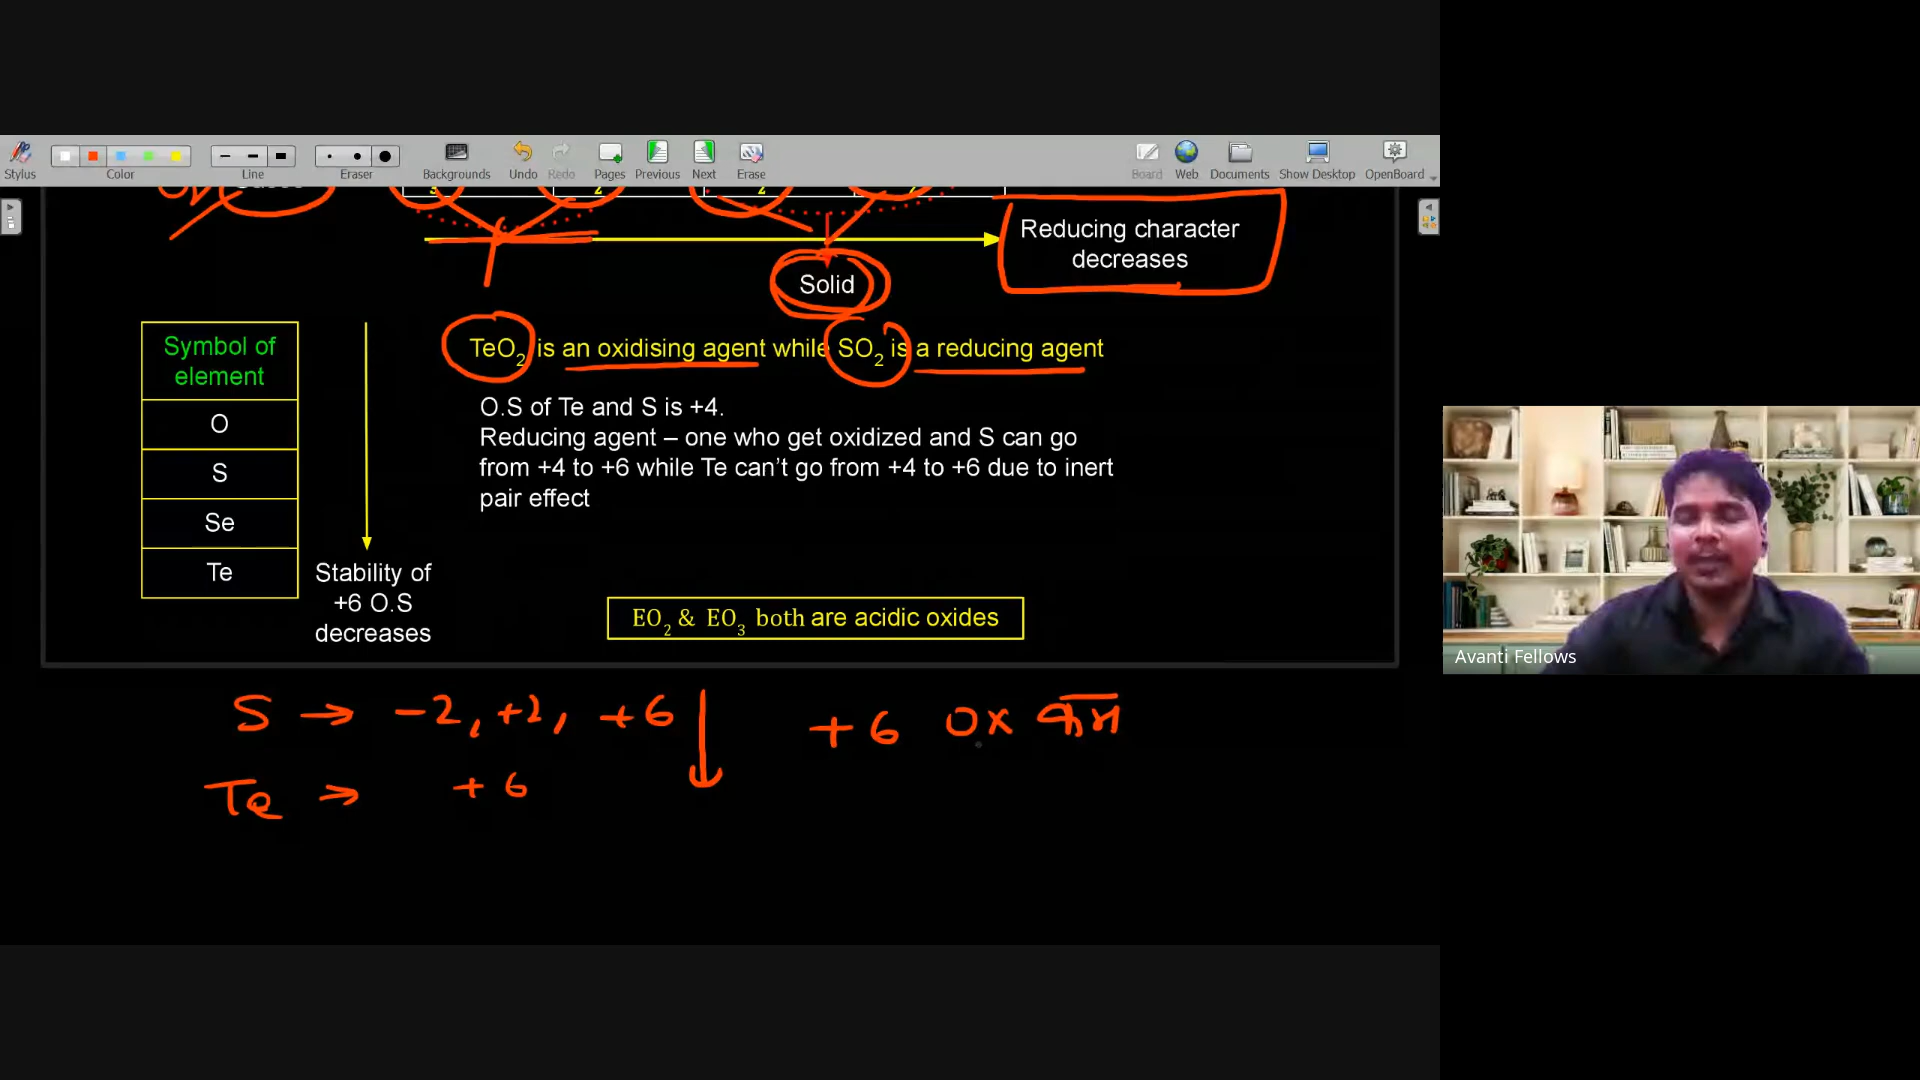 Stylus
Color
Line
Eraser
Backgrounds
Undo
Redo
Pages
Previous
Next
Erase
Board
Web
Documents
Show Desktop
OpenBoard
Reducing character
decreases
Solid
TeO2 is an oxidising agent while SO2 is a reducing agent
Symbol of
element
O
S
Se
Te
O.S of Te and S is +4.
Reducing agent – one who get oxidized and S can go
from +4 to +6 while Te can't go from +4 to +6 due to inert
pair effect
Stability of
+6 O.S
decreases
EO2 & EO3 both are acidic oxides
S → -2, +2, +6
+6 Ox कम
Te → +6
Avanti Fellows